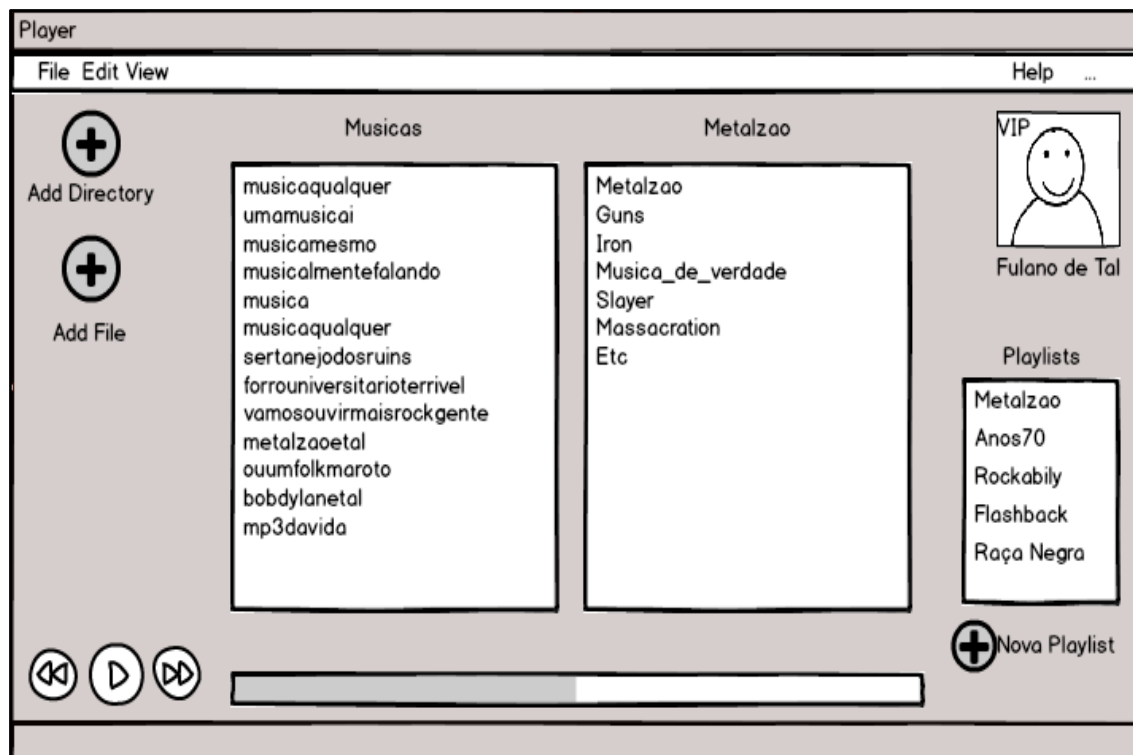 Player
File Edit View Help ...
Add Directory
Add File
Musicas
musicaqualquer
umamusicai
musicamesmo
musicalmentefalando
musica
musicaqualquer
sertanejodosruins
forrouniversitarioterrivel
vamosouvirmaisrockgente
metalzaoetal
ouumfolkmaroto
bobdylanetal
mp3davida
Metalzao
Metalzao
Guns
Iron
Musica_de_verdade
Slayer
Massacration
Etc
VIP
Fulano de Tal
Playlists
Metalzao
Anos70
Rockabily
Flashback
Raça Negra
Nova Playlist